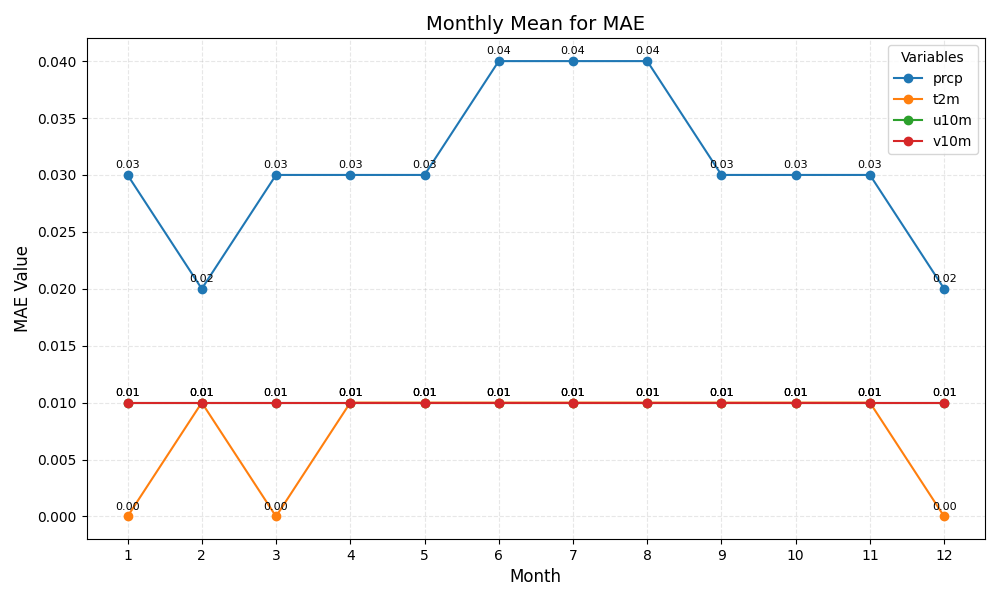 Monthly Mean for MAE
Variables
prcp
t2m
u10m
v10m
MAE Value
0.040
0.035
0.030
0.025
0.020
0.015
0.010
0.005
0.000
0.04 0.04 0.04
0.03 0.03 0.03 0.03 0.03 0.03 0.03
0.02 0.02
0.01 0.01 0.01 0.01 0.01 0.01 0.01 0.01 0.01 0.01 0.01 0.01
0.00 0.00 0.00
1 2 3 4 5 6 7 8 9 10 11 12
Month